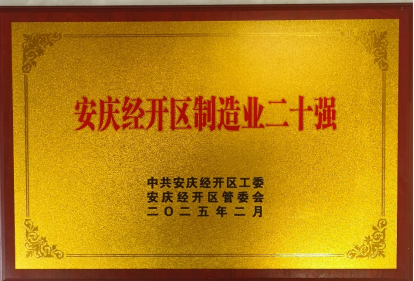 安庆经开区制造业二十强
中共安庆经开区工委
安庆经开区管委会
二〇二五年二月